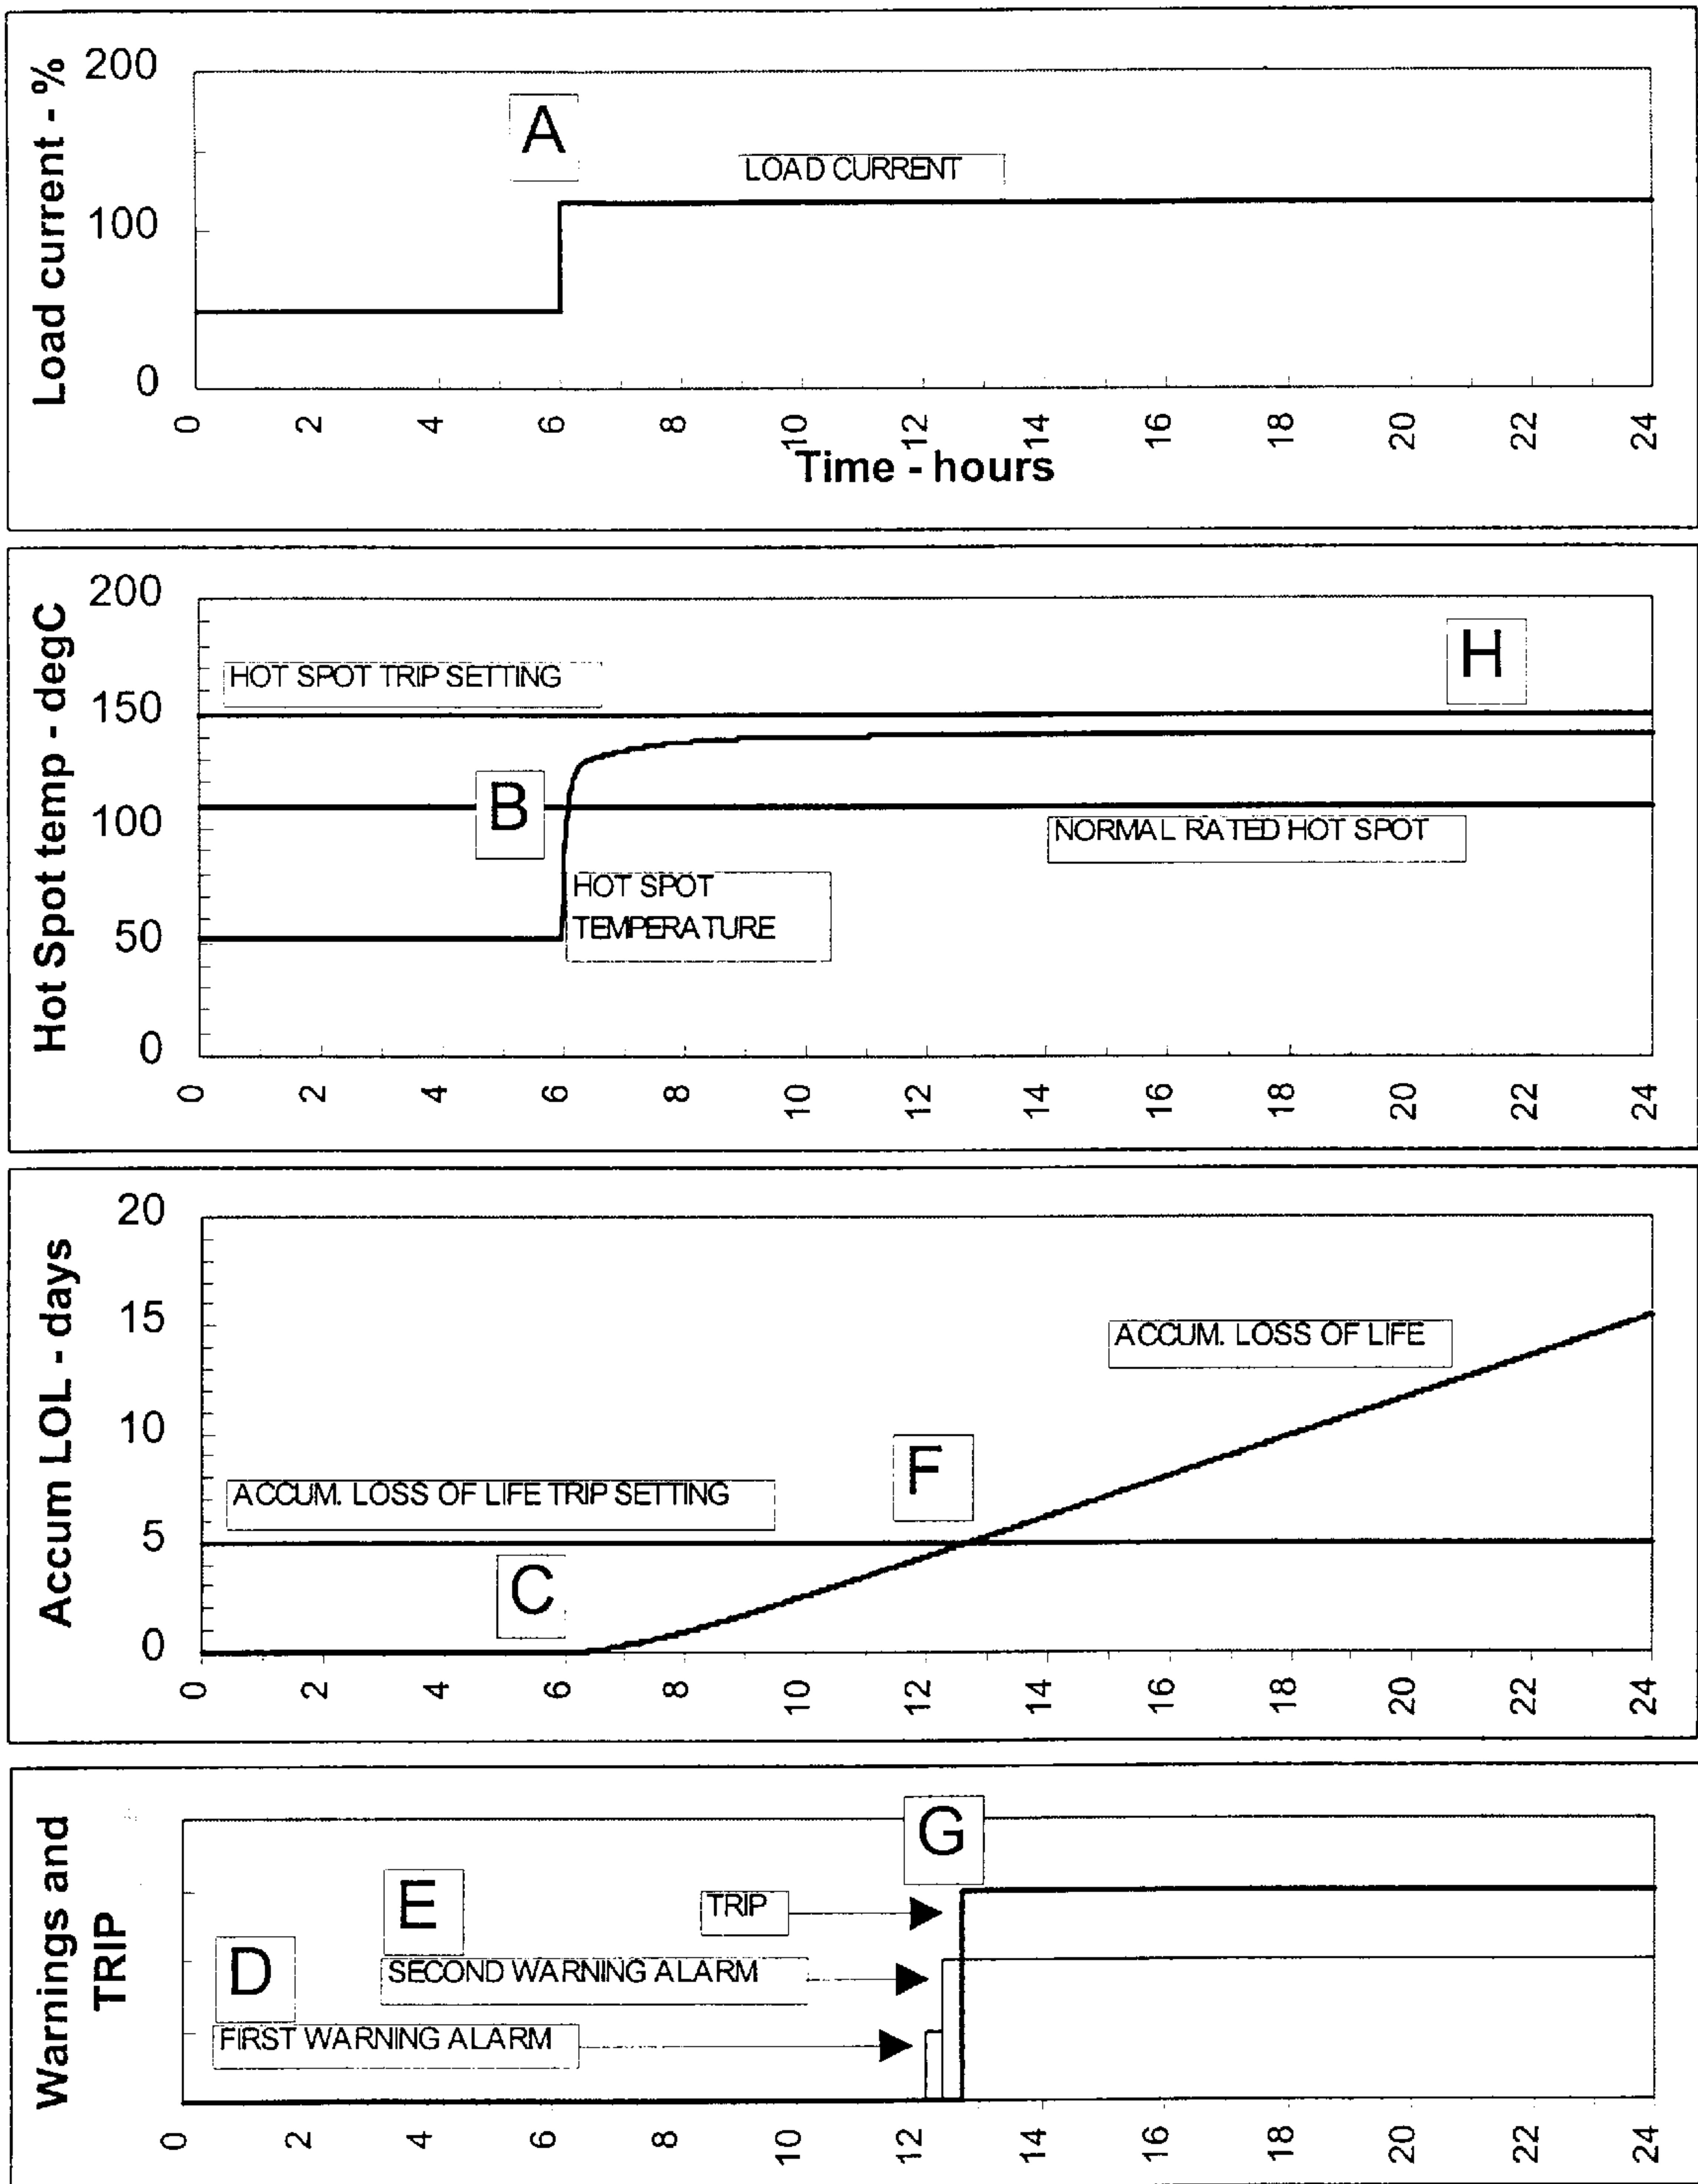 Load current - %
200
100
0
A
LOAD CURRENT
0 2 4 6 8 10 12 14 16 18 20 22 24
Time - hours
Hot Spot temp - degC
200
150
100
50
0
HOT SPOT TRIP SETTING
H
B
NORMAL RATED HOT SPOT
HOT SPOT
TEMPERATURE
0 2 4 6 8 10 12 14 16 18 20 22 24
Accum LOL - days
20
15
10
5
0
ACCUM. LOSS OF LIFE
F
ACCUM. LOSS OF LIFE TRIP SETTING
C
0 2 4 6 8 10 12 14 16 18 20 22 24
Warnings and
TRIP
G
E
TRIP
D
SECOND WARNING ALARM
FIRST WARNING ALARM
0 2 4 6 8 10 12 14 16 18 20 22 24